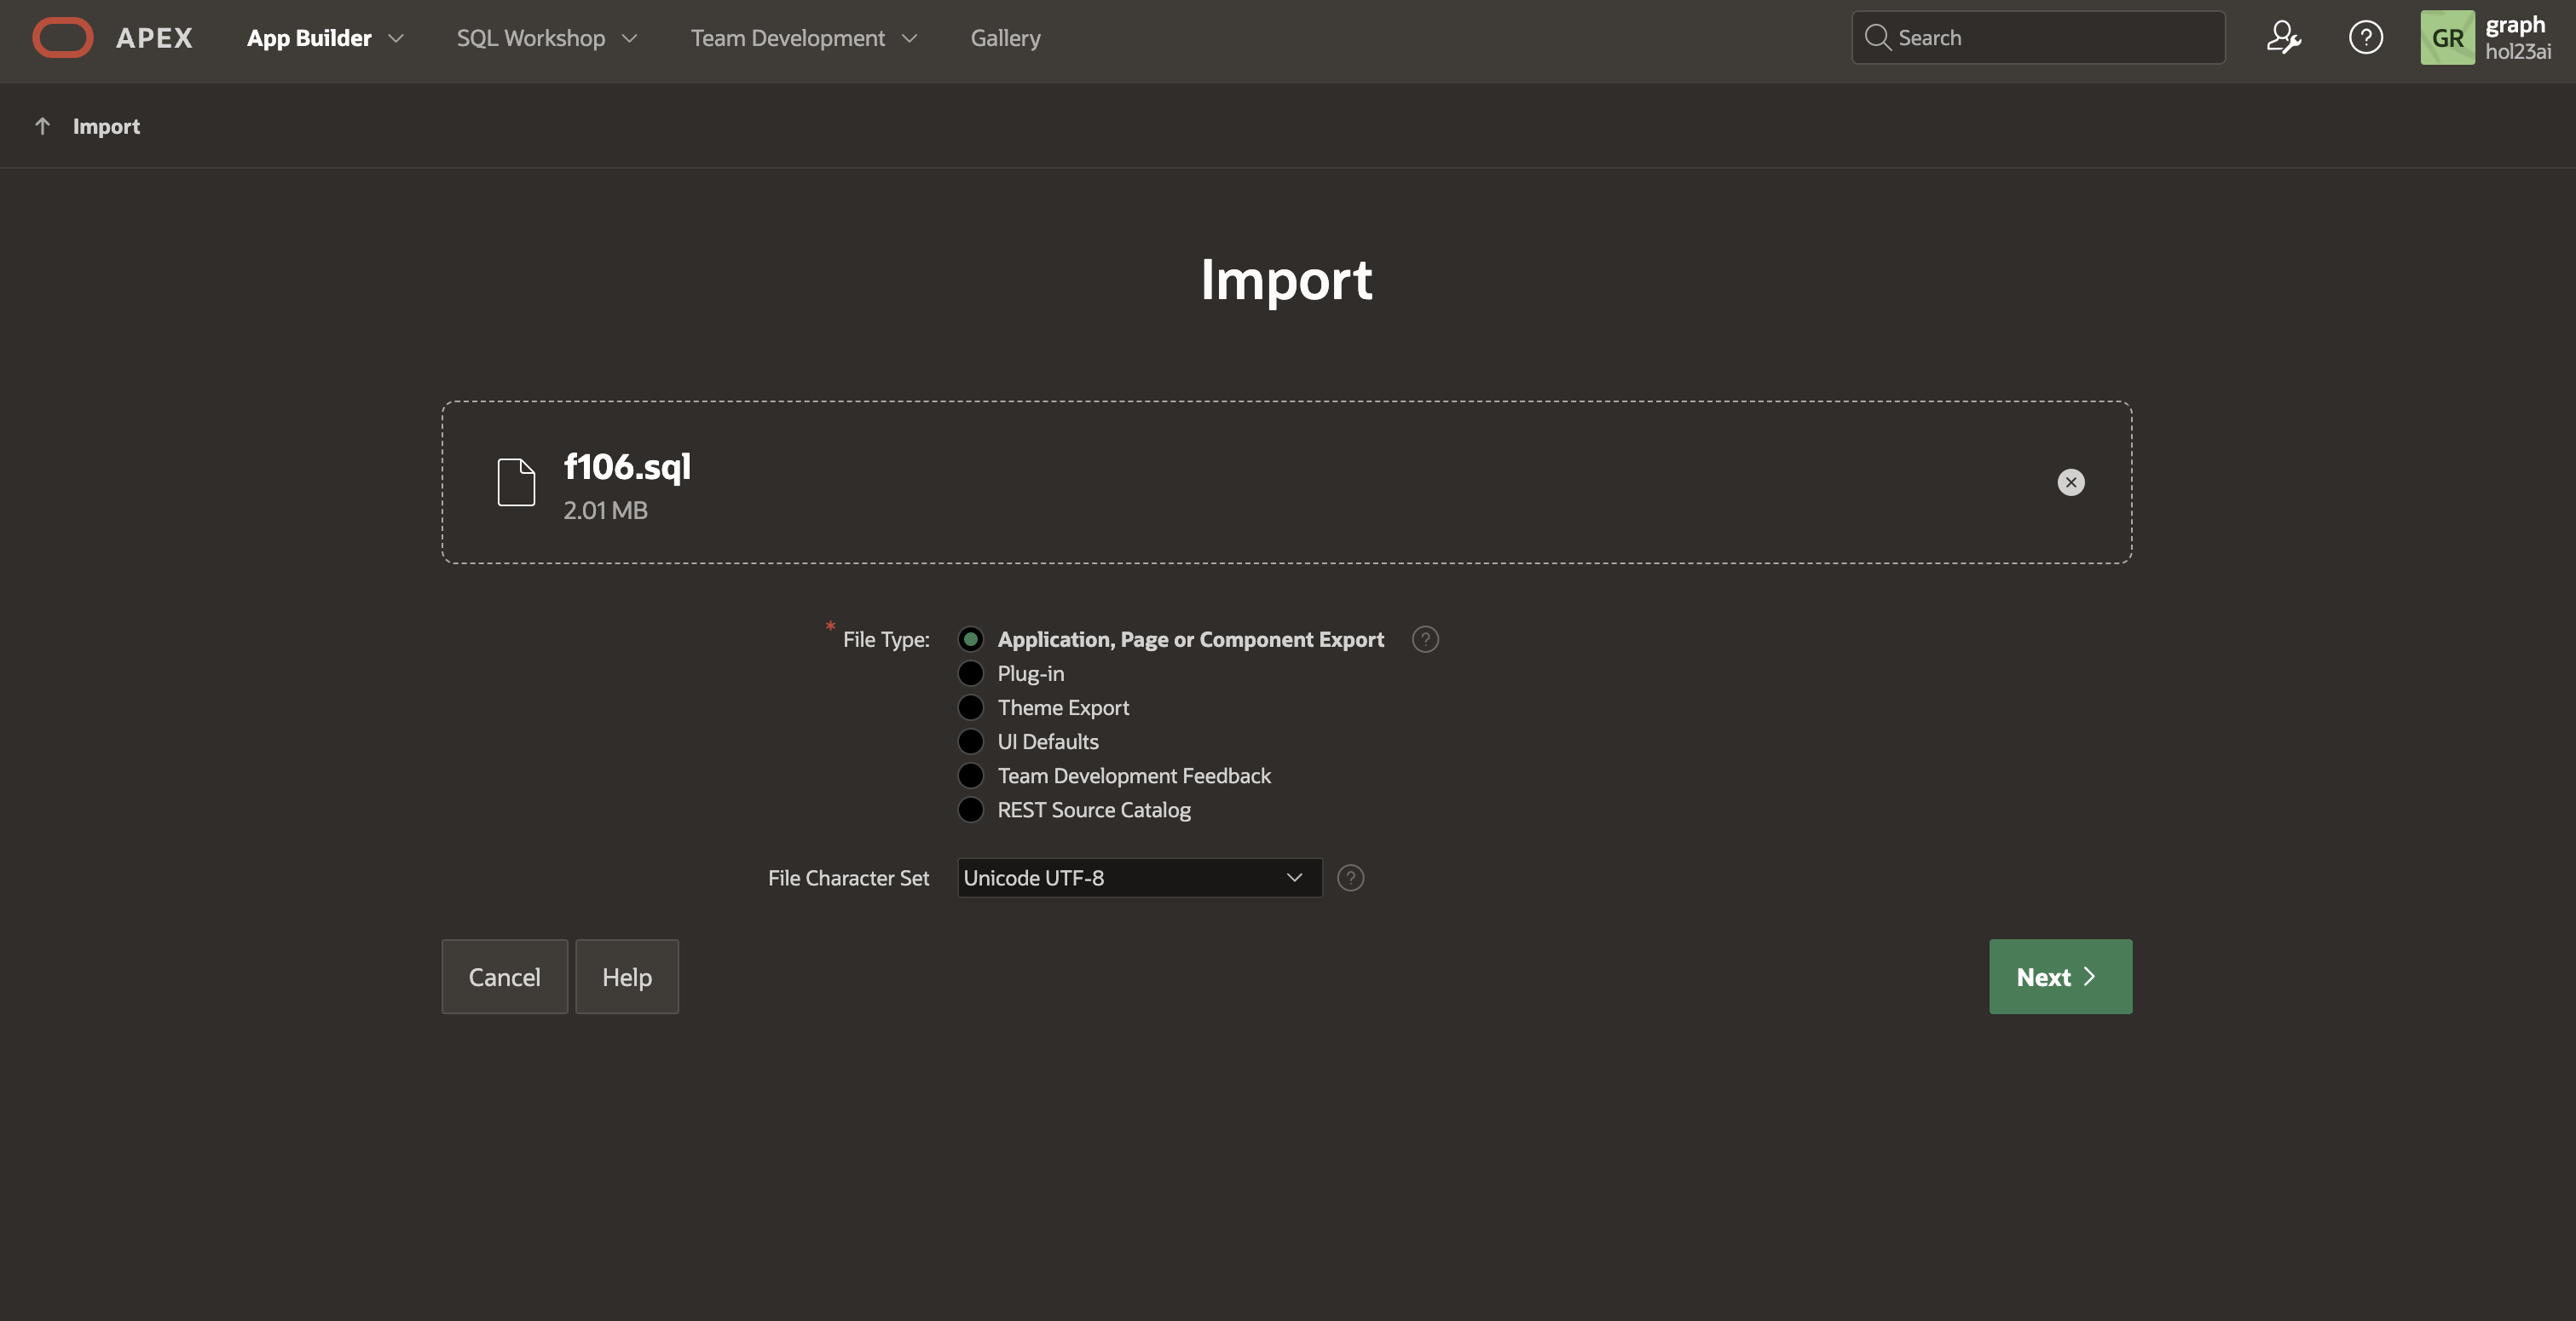 APEX App Builder SQL Workshop Team Development Gallery Search GR graph
hol23ai
Import
Import
f106.sql
2.01 MB
* File Type: Application, Page or Component Export ?
Plug-in
Theme Export
UI Defaults
Team Development Feedback
REST Source Catalog
File Character Set Unicode UTF-8 ?
Cancel Help Next